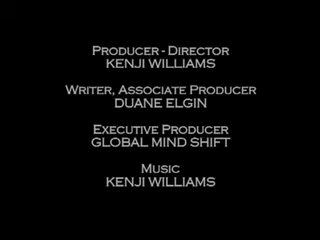 Producer - Director
KENJI WILLIAMS
Writer, Associate Producer
DUANE ELGIN
Executive Producer
GLOBAL MIND SHIFT
Music
KENJI WILLIAMS